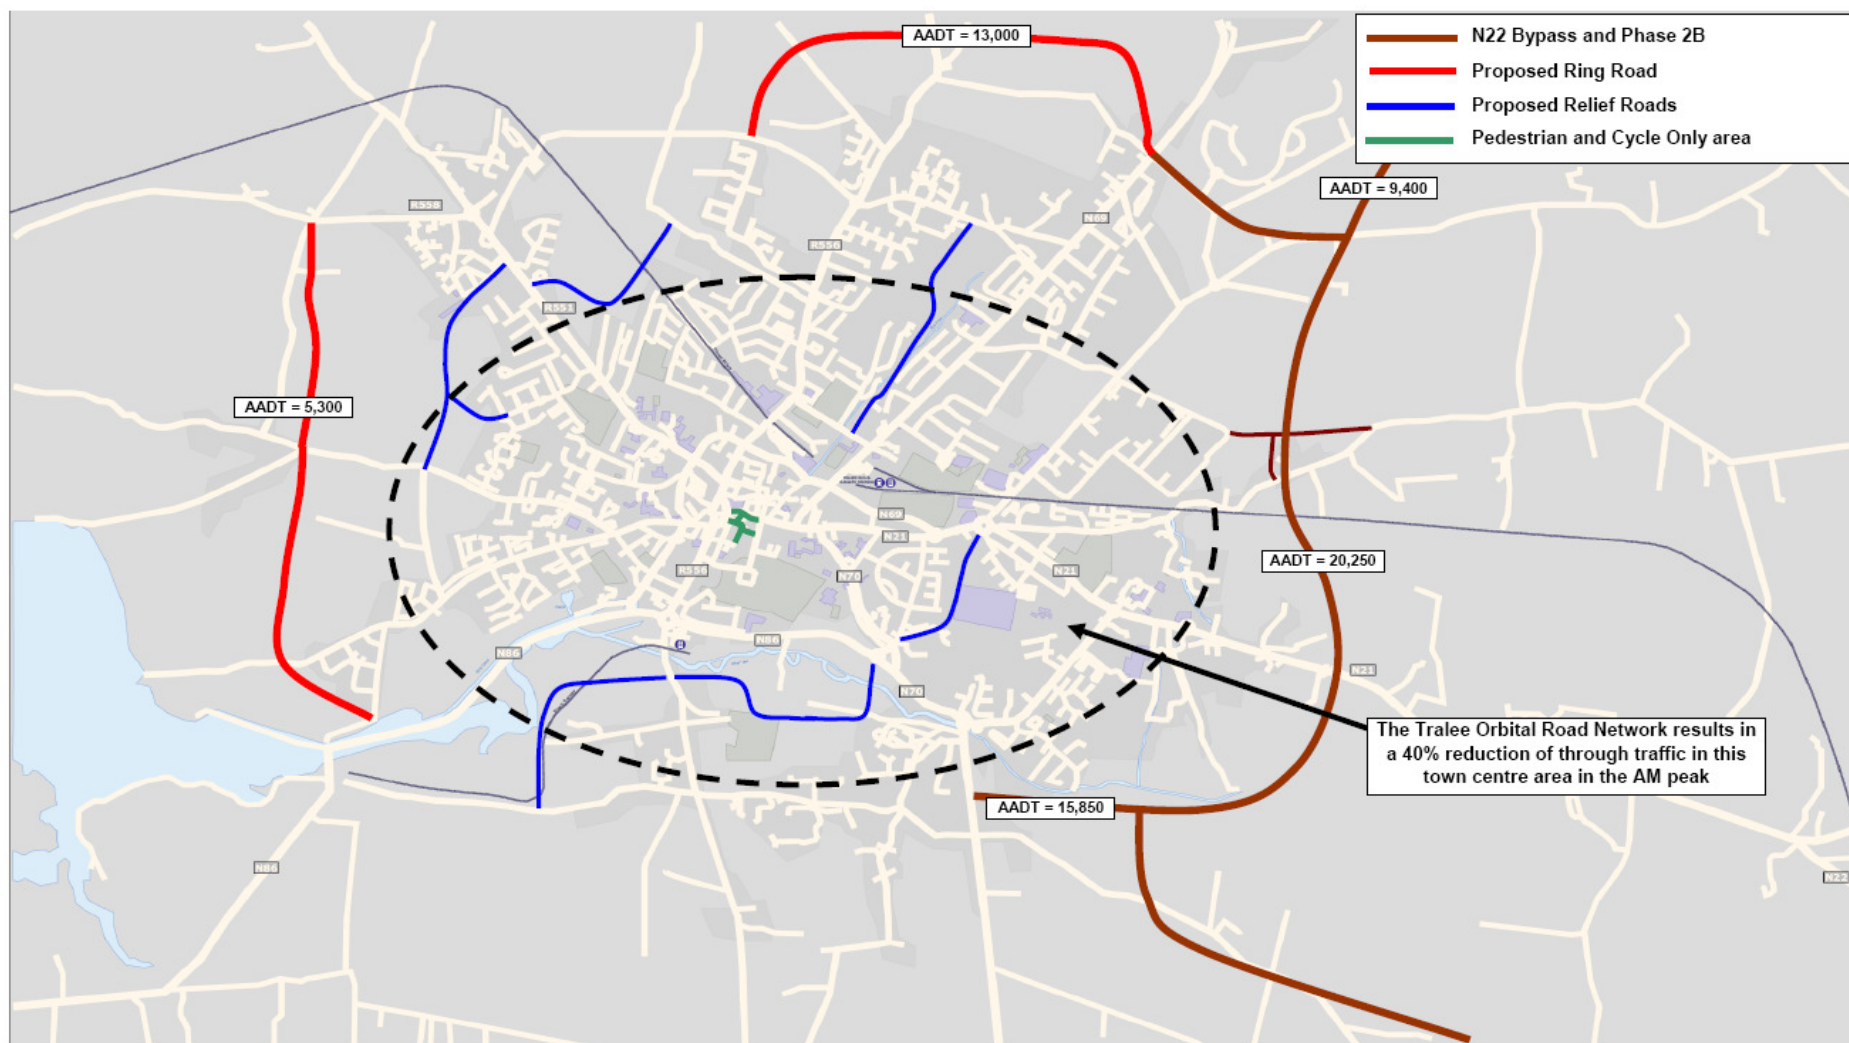 AADT = 13,000
N22 Bypass and Phase 2B
Proposed Ring Road
Proposed Relief Roads
Pedestrian and Cycle Only area
AADT = 9,400
R558
N69
R556
R551
AADT = 5,300
N69
N21
AADT = 20,250
R556
N70
N21
N86
N86
N21
N70
The Tralee Orbital Road Network results in
a 40% reduction of through traffic in this
town centre area in the AM peak
AADT = 15,850
N86
N22